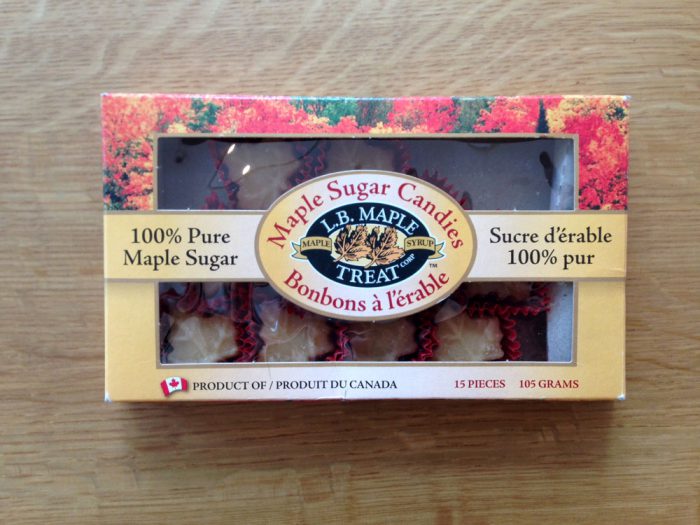 100% Pure
Maple Sugar
Maple Sugar Candies
L.B. MAPLE
MAPLE SYRUP
TREAT CORP ™
Bonbons à l'érable
Sucre d'érable
100% pur
PRODUCT OF / PRODUIT DU CANADA
15 PIECES 105 GRAMS